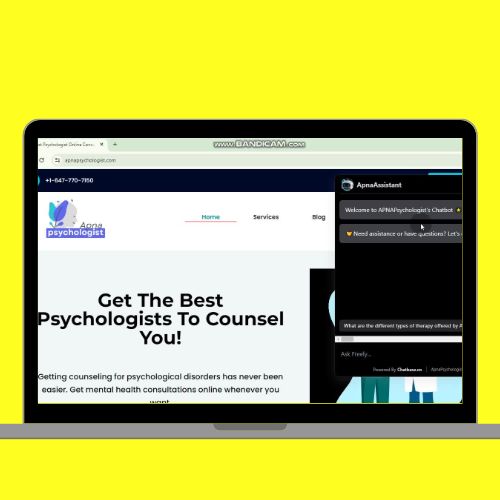 Psychologist Online Cons...
www.BANDICAM.com
apnapsychologist.com
+1-647-770-7150
ApnaAssistant
Apna
psychologist
Home
Services
Blog
Welcome to APNAPsychologist's Chatbot
Need assistance or have questions? Let's
Get The Best
Psychologists To Counsel
You!
What are the different types of therapy offered by A
Ask Freely...
Powered By Chatbase.co
ApnaPsychologis
Getting counseling for psychological disorders has never been
easier. Get mental health consultations online whenever you
want